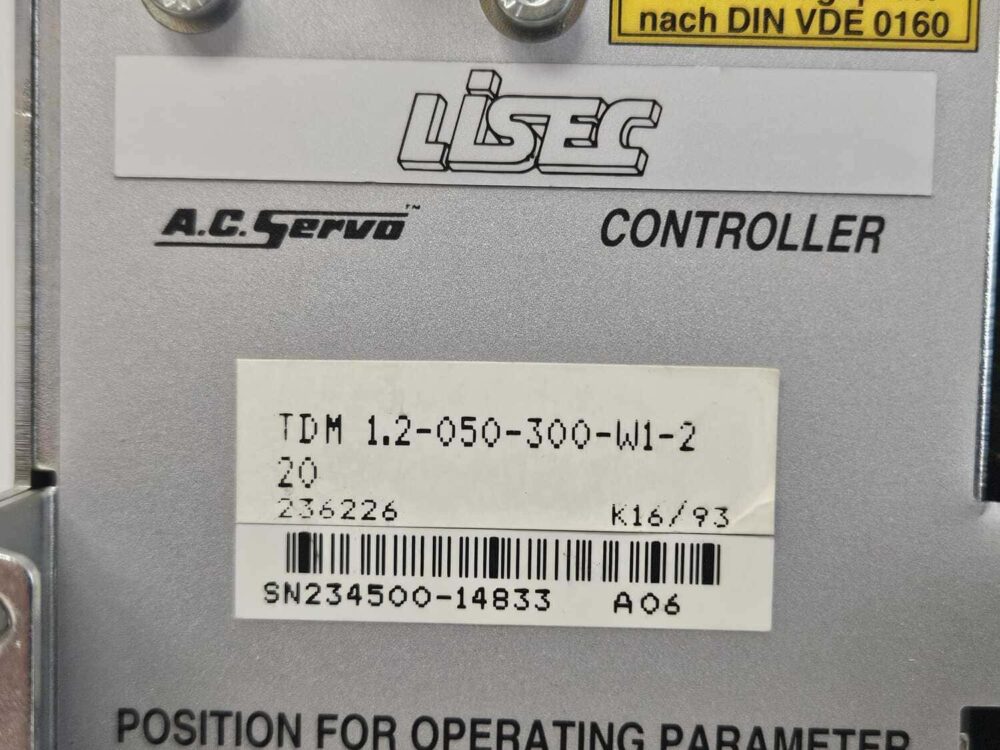 nach DIN VDE 0160
LiSEC
A.C. Servo™ CONTROLLER
TDM 1.2-050-300-W1-2
20
236226 K16/93
SN234500-14833 A06
POSITION FOR OPERATING PARAMETER